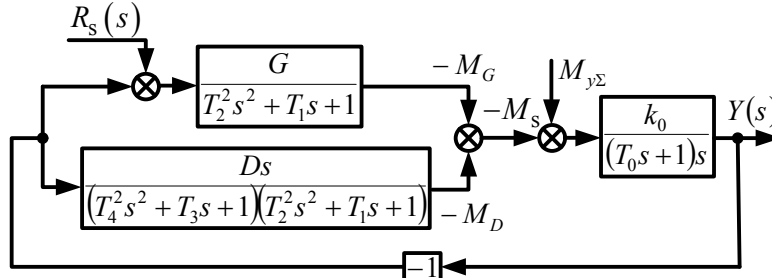 R_s(s)
G
T_2^2 s^2 + T_1 s + 1
-M_G
M_{yΣ}
-M_s
k_0
(T_0 s + 1)s
Y(s)
Ds
(T_4^2 s^2 + T_3 s + 1)(T_2^2 s^2 + T_1 s + 1)
-M_D
-1